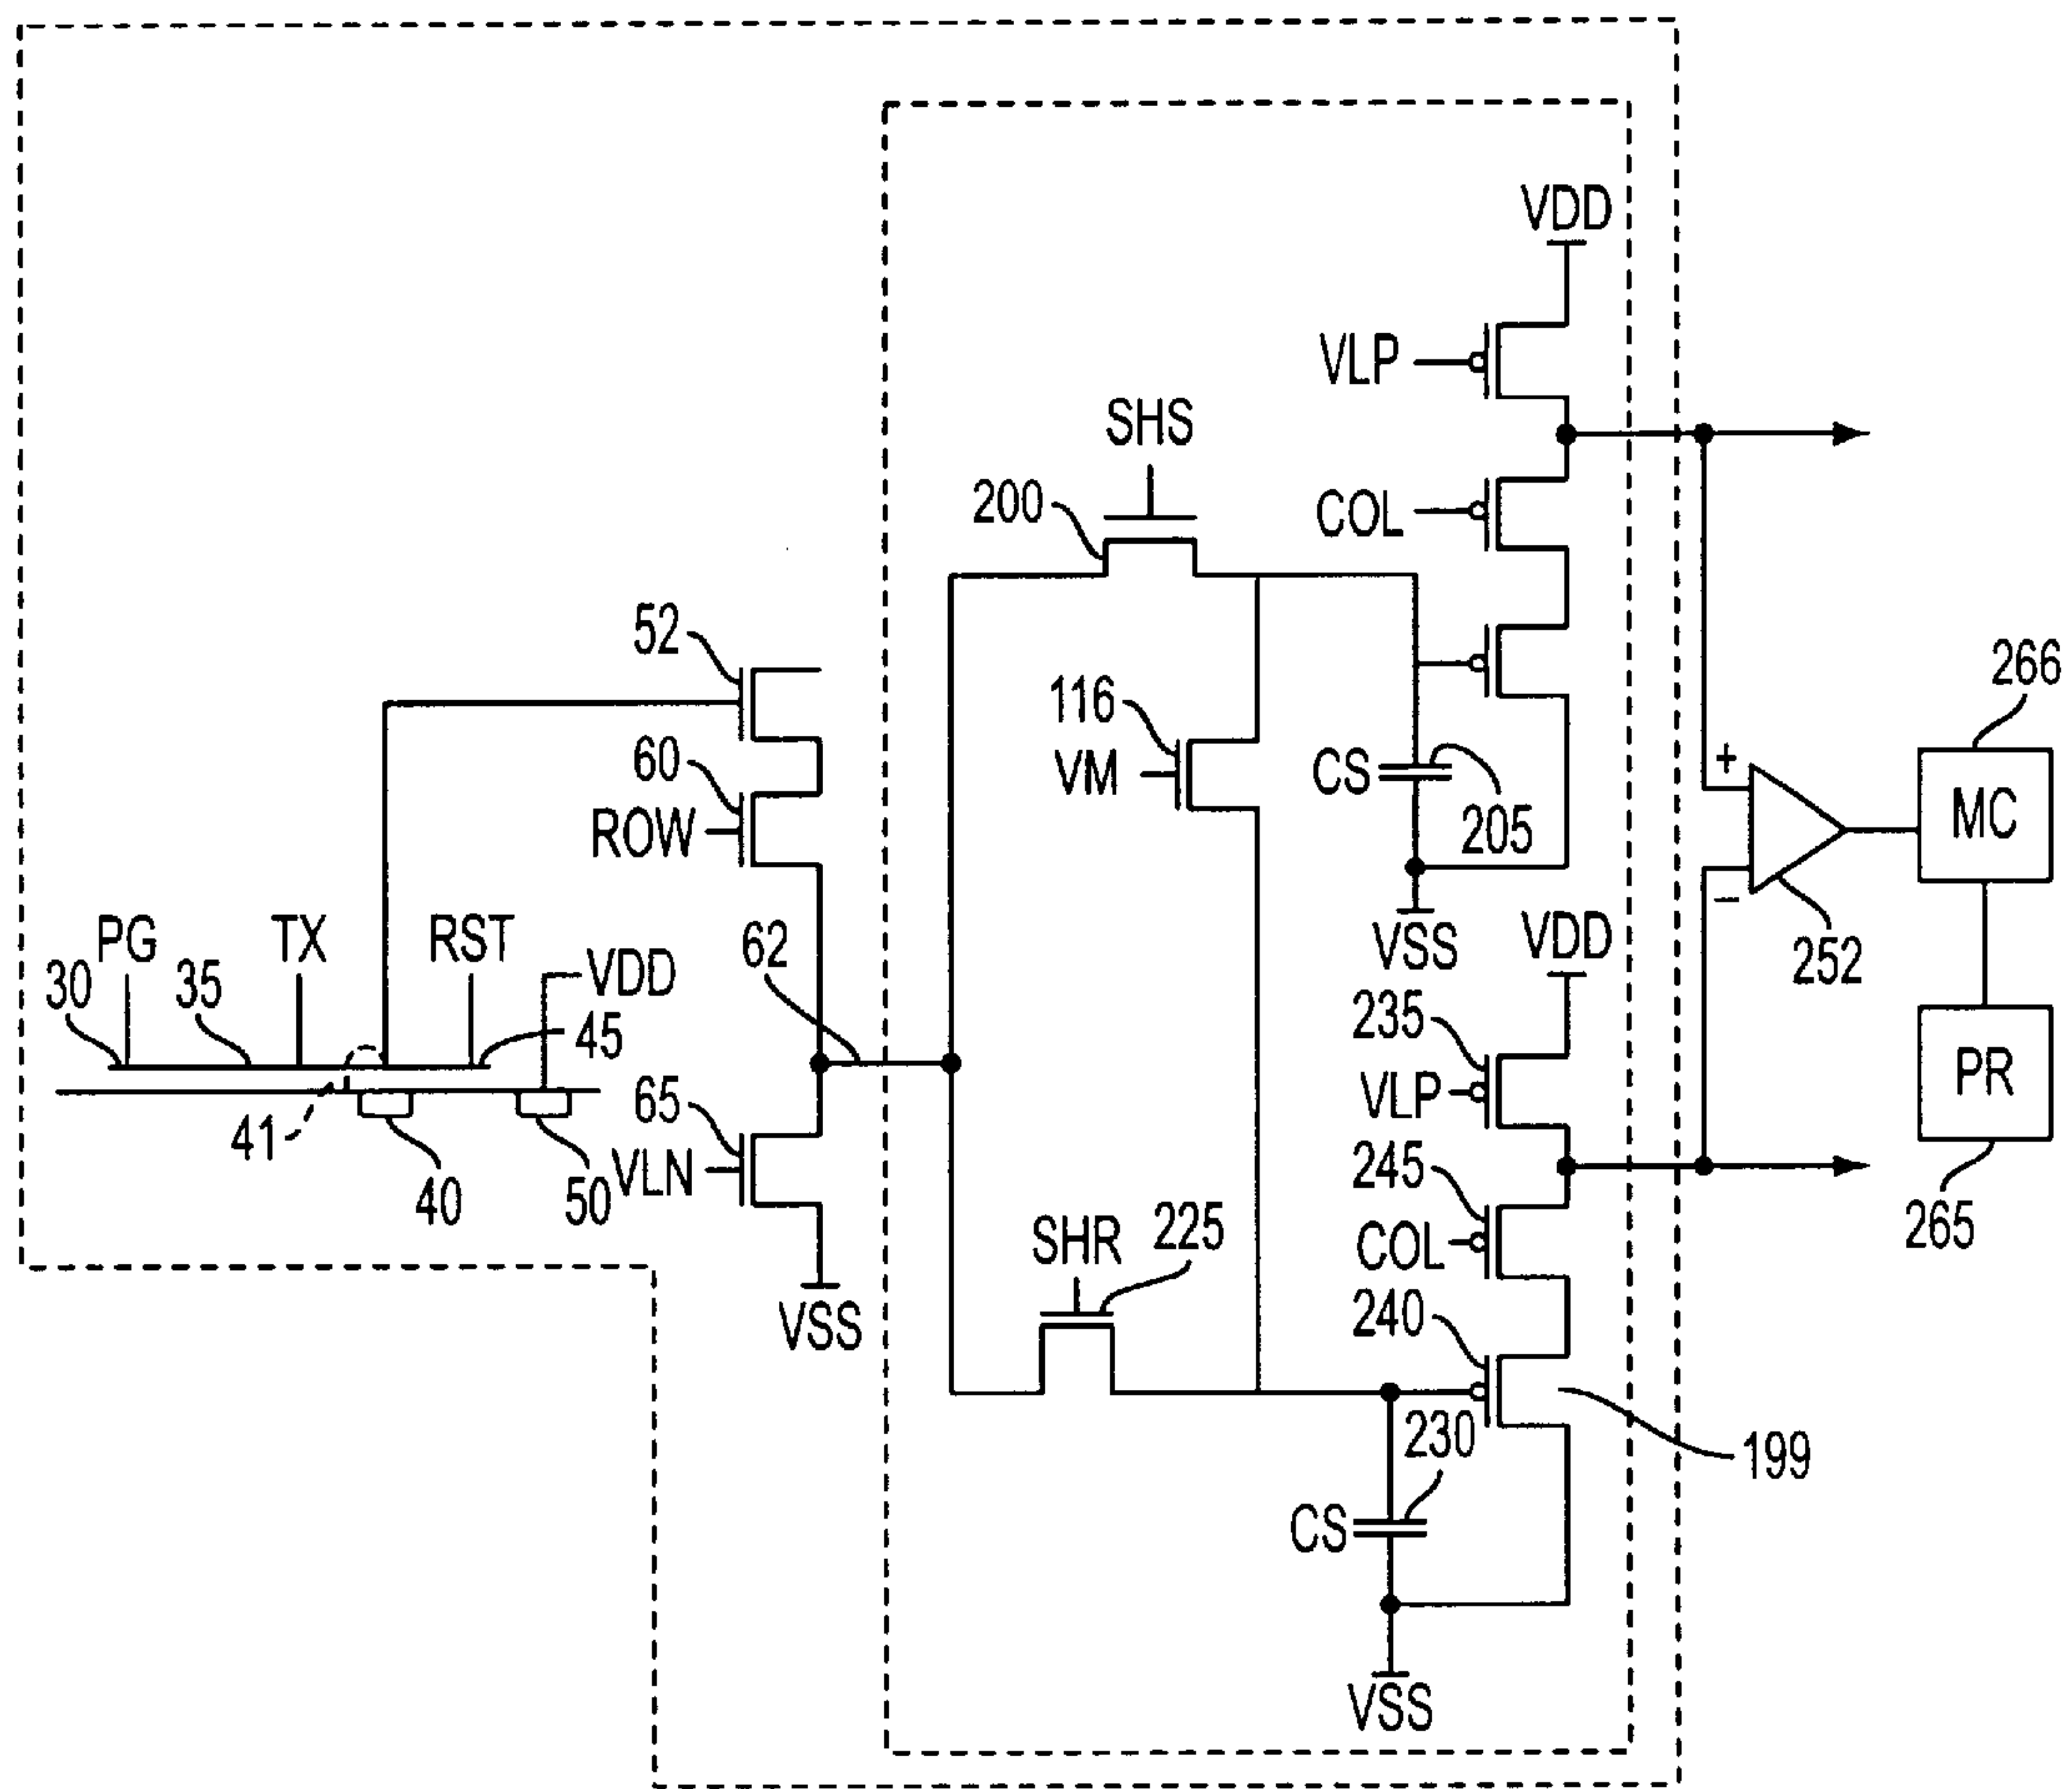 VDD
VLP
SHS
200
COL
52
116
VM
CS
205
266
60
ROW
+
MC
−
252
VSS
VDD
PG
TX
RST
VDD
62
30
35
45
235
VLP
PR
41
65
VLN
40
50
245
COL
265
SHR
225
240
VSS
230
199
CS
VSS